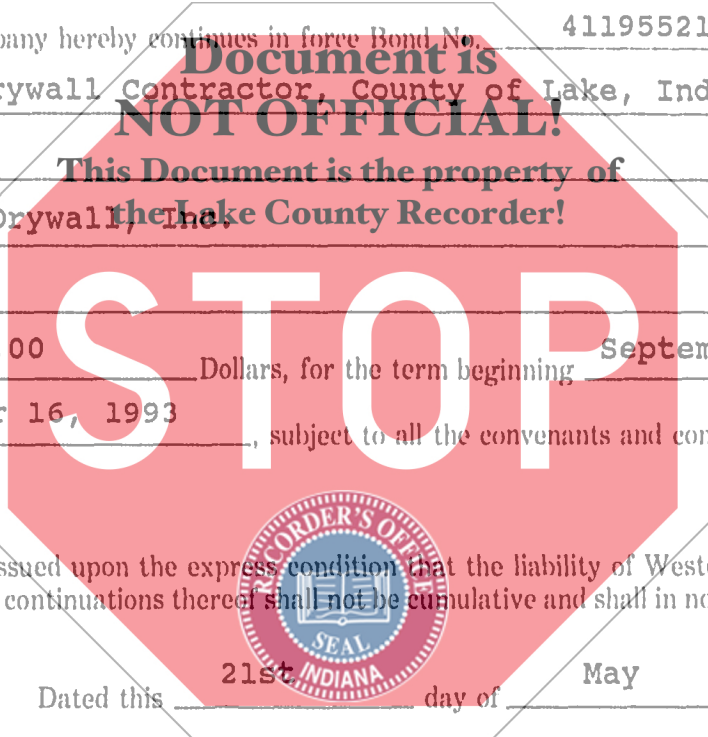 pany hereby continues in force Bond No. 41195521
Document is
rywall Contractor, County of Lake, Ind
NOT OFFICIAL!
This Document is the property of
the Lake County Recorder!
Drywall, Inc.
STOP
00 Dollars, for the term beginning Septem
r 16, 1993, subject to all the convenants and con
RECORDER'S OFFICE
SEAL
INDIANA
ssued upon the express condition that the liability of Weste
continuations thereof shall not be cumulative and shall in no
Dated this 21st day of May